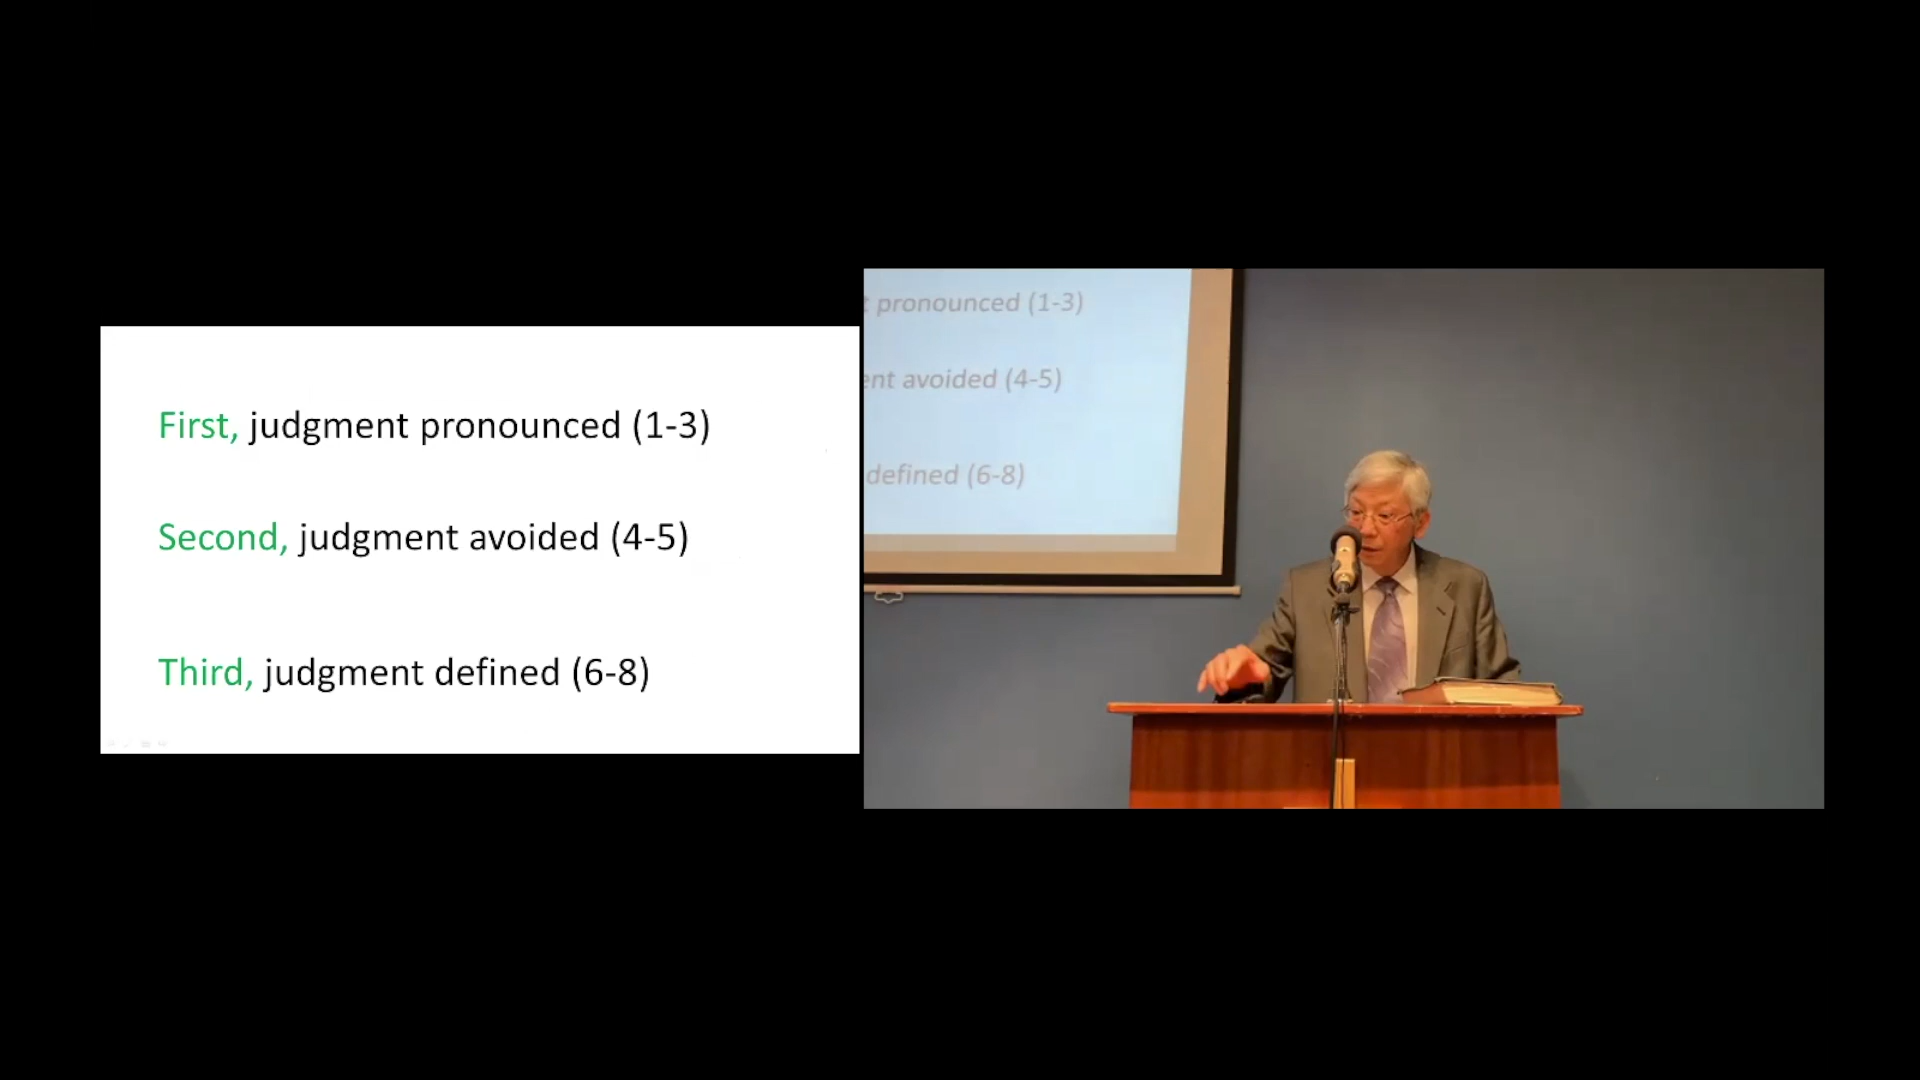 First, judgment pronounced (1-3)
Second, judgment avoided (4-5)
Third, judgment defined (6-8)
pronounced (1-3)
ent avoided (4-5)
defined (6-8)